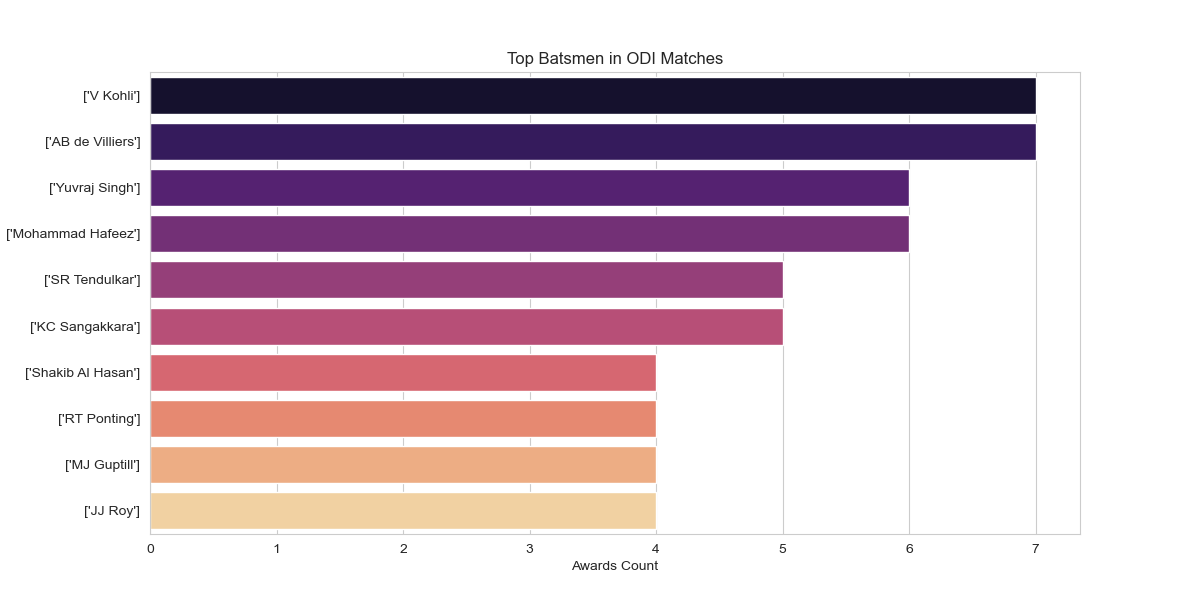 Top Batsmen in ODI Matches
['V Kohli']
['AB de Villiers']
['Yuvraj Singh']
['Mohammad Hafeez']
['SR Tendulkar']
['KC Sangakkara']
['Shakib Al Hasan']
['RT Ponting']
['MJ Guptill']
['JJ Roy']
0 1 2 3 4 5 6 7
Awards Count